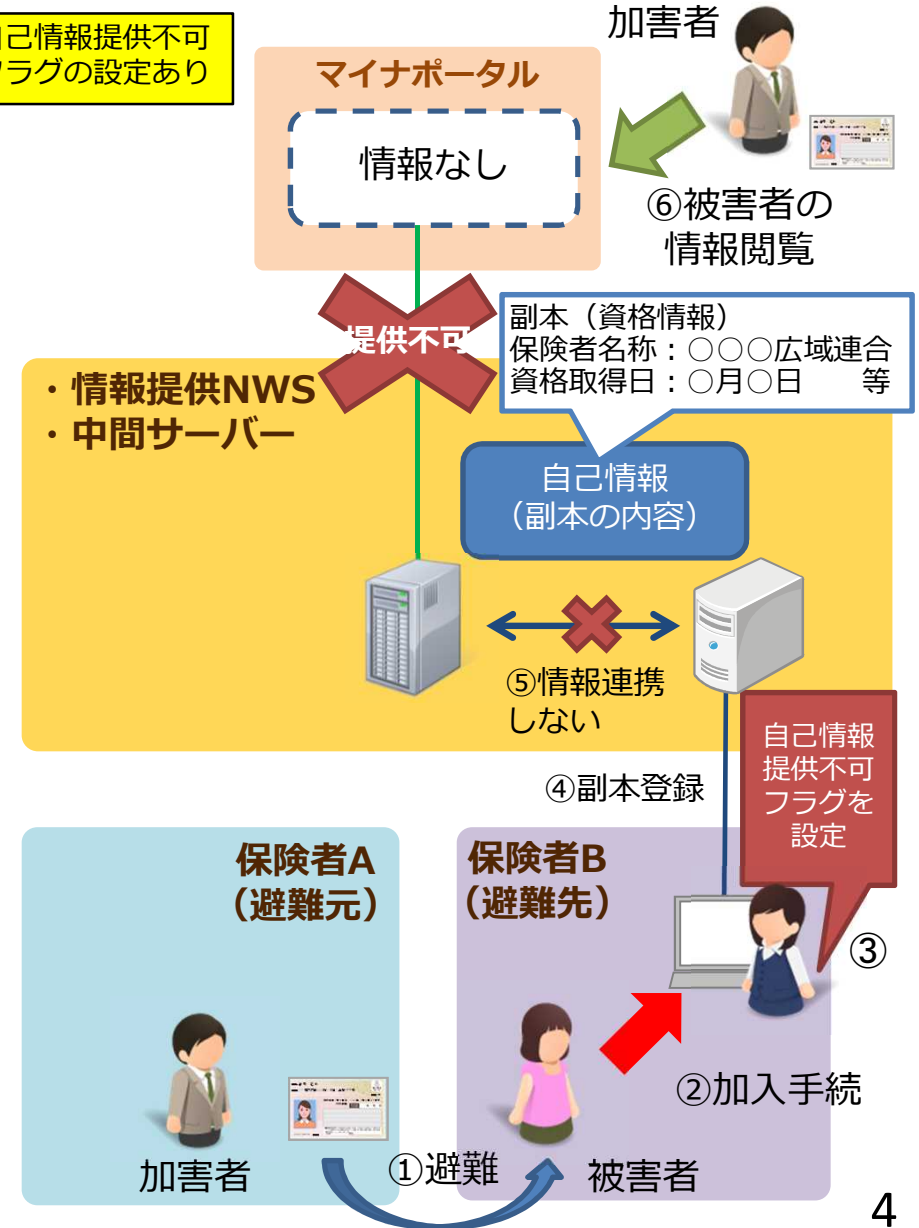 自己情報提供不可
フラグの設定あり
加害者
マイナポータル
情報なし
⑥被害者の
情報閲覧
提供不可
副本（資格情報）
保険者名称：○○○広域連合
資格取得日：○月○日　等
・情報提供NWS
・中間サーバー
自己情報
（副本の内容）
⑤情報連携
しない
自己情報
提供不可
フラグを
設定
④副本登録
保険者A
（避難元）
保険者B
（避難先）
③
②加入手続
①避難
加害者
被害者
4